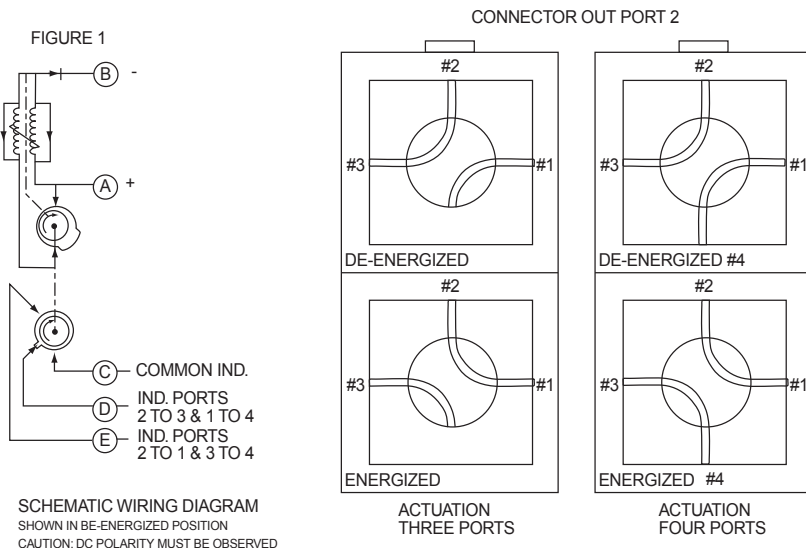 CONNECTOR OUT PORT 2
FIGURE 1
B -
A +
C COMMON IND.
D IND. PORTS
2 TO 3 & 1 TO 4
E IND. PORTS
2 TO 1 & 3 TO 4
SCHEMATIC WIRING DIAGRAM
SHOWN IN BE-ENERGIZED POSITION
CAUTION: DC POLARITY MUST BE OBSERVED
#2
#3 #1
DE-ENERGIZED
#2
#3 #1
ENERGIZED
ACTUATION
THREE PORTS
#2
#3 #1
DE-ENERGIZED #4
#2
#3 #1
ENERGIZED #4
ACTUATION
FOUR PORTS